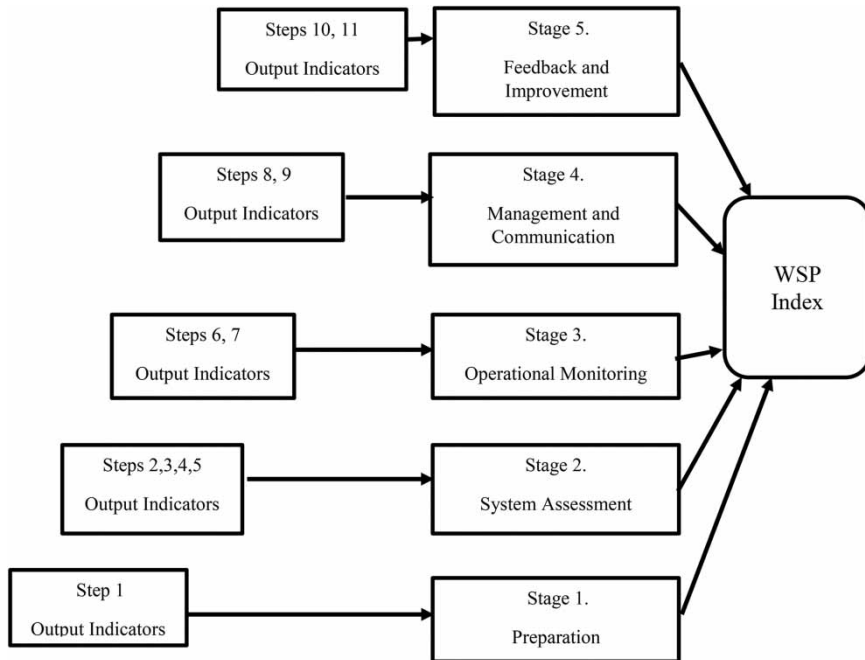 Steps 10, 11
Output Indicators
Stage 5.
Feedback and
Improvement
Steps 8, 9
Output Indicators
Stage 4.
Management and
Communication
WSP
Index
Steps 6, 7
Output Indicators
Stage 3.
Operational Monitoring
Steps 2,3,4,5
Output Indicators
Stage 2.
System Assessment
Step 1
Output Indicators
Stage 1.
Preparation